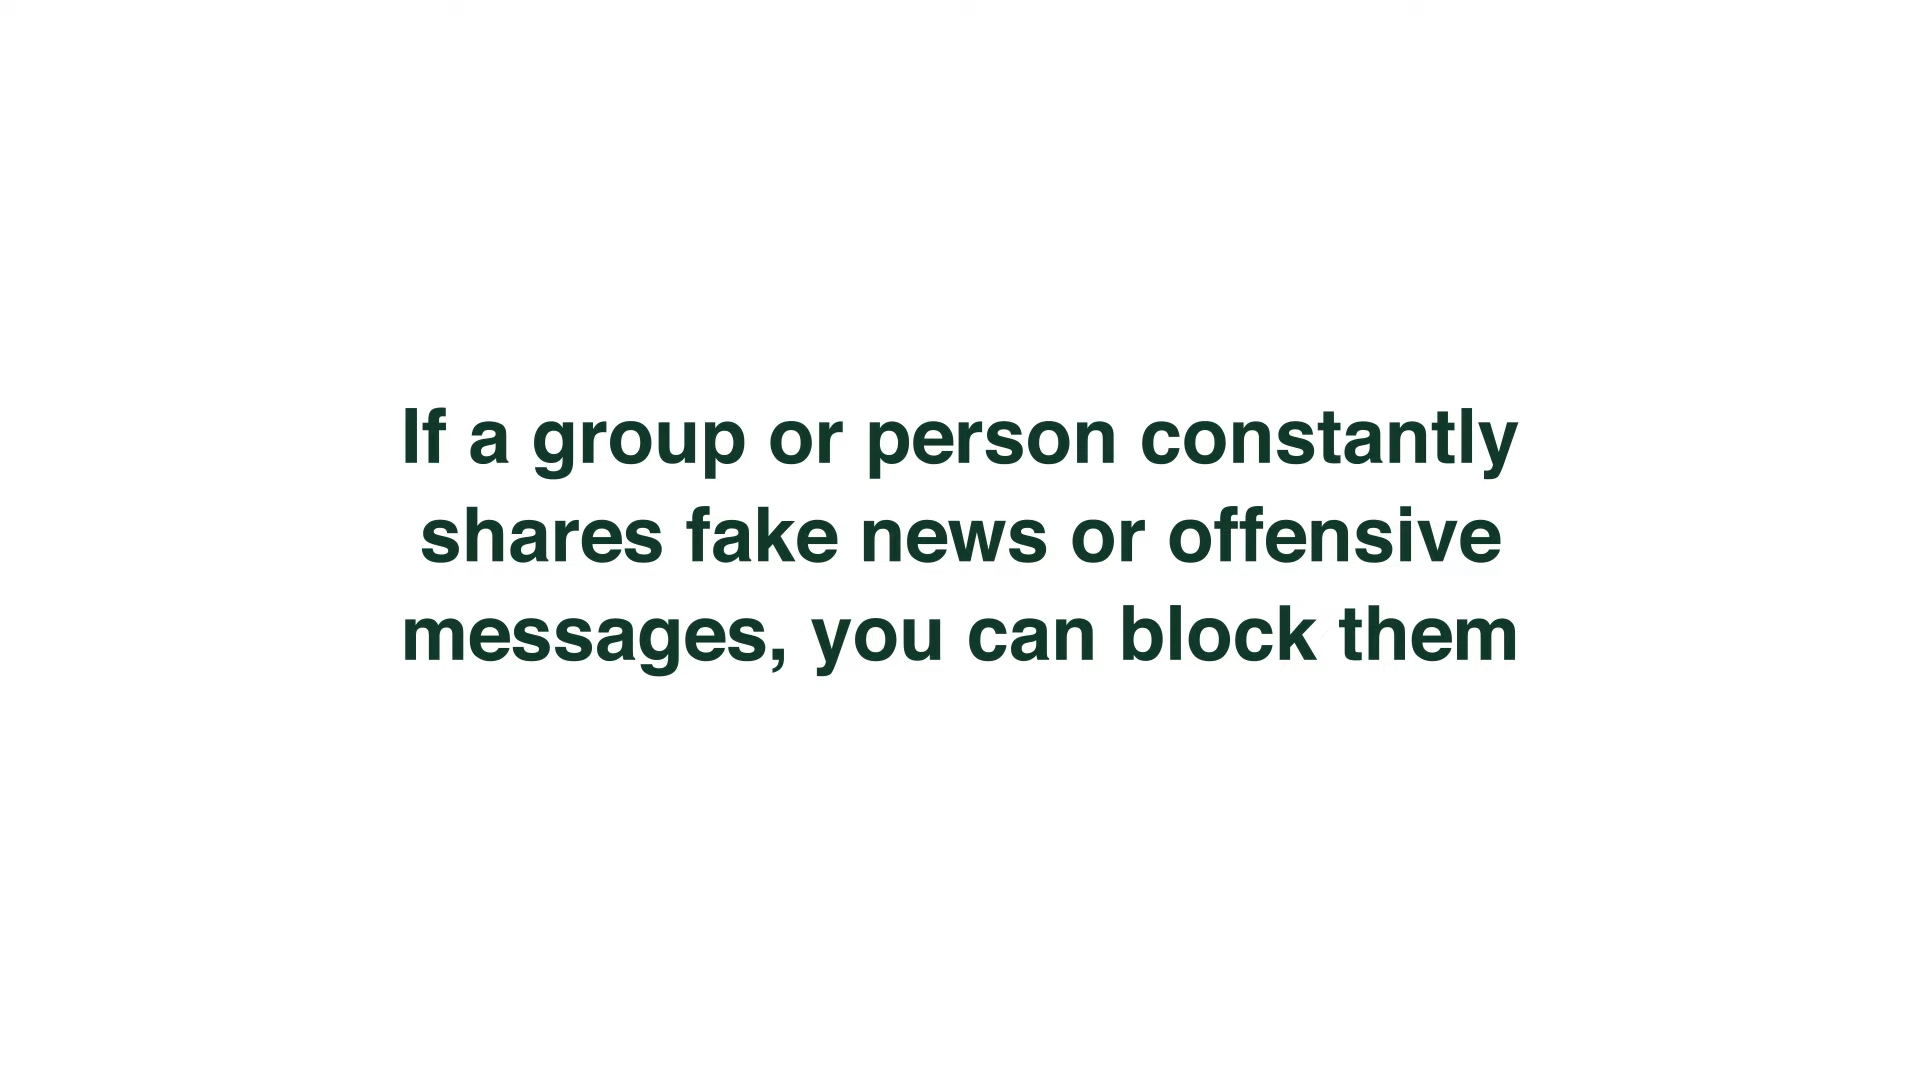 If a group or person constantly
shares fake news or offensive
messages, you can block them